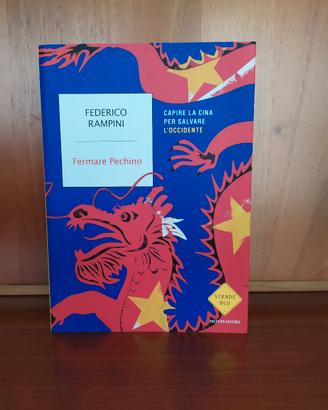 FEDERICO
RAMPINI
Fermare Pechino
CAPIRE LA CINA
PER SALVARE
L'OCCIDENTE
STRADE
BLU
MONDADORI